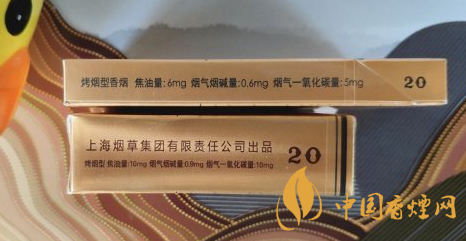 烤烟型香烟 焦油量:6mg 烟气烟碱量:0.6mg 烟气一氧化碳量:5mg 20
上海烟草集团有限责任公司出品
烤烟型 焦油量:10mg 烟气烟碱量:0.9mg 烟气一氧化碳量:10mg 20
中国香烟网